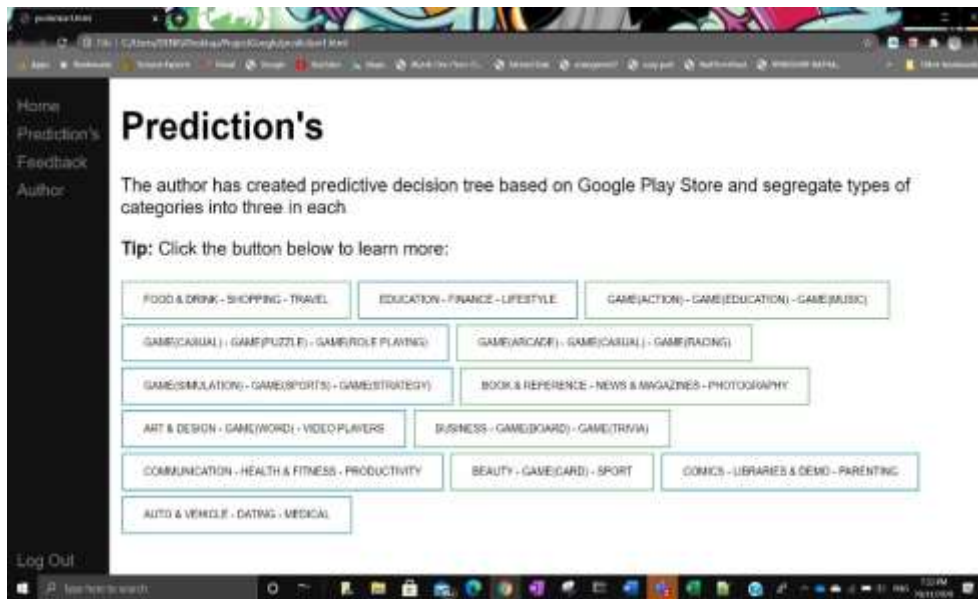 Home
Prediction's
Feedback
Author
Log Out
Prediction's
The author has created predictive decision tree based on Google Play Store and segregate types of
categories into three in each
Tip: Click the button below to learn more:
FOOD & DRINK - SHOPPING - TRAVEL
EDUCATION - FINANCE - LIFESTYLE
GAME(ACTION) - GAME(EDUCATION) - GAME(MUSIC)
GAME(CASUAL) - GAME(PUZZLE) - GAME(ROLE PLAYING)
GAME(ARCADE) - GAME(CASUAL) - GAME(RACING)
GAME(SIMULATION) - GAME(SPORTS) - GAME(STRATEGY)
BOOK & REFERENCE - NEWS & MAGAZINES - PHOTOGRAPHY
ART & DESIGN - GAME(WORD) - VIDEO PLAYERS
BUSINESS - GAME(BOARD) - GAME(TRIVIA)
COMMUNICATION - HEALTH & FITNESS - PRODUCTIVITY
BEAUTY - GAME(CARD) - SPORT
COMICS - LIBRARIES & DEMO - PARENTING
AUTO & VEHICLE - DATING - MEDICAL
Type here to search